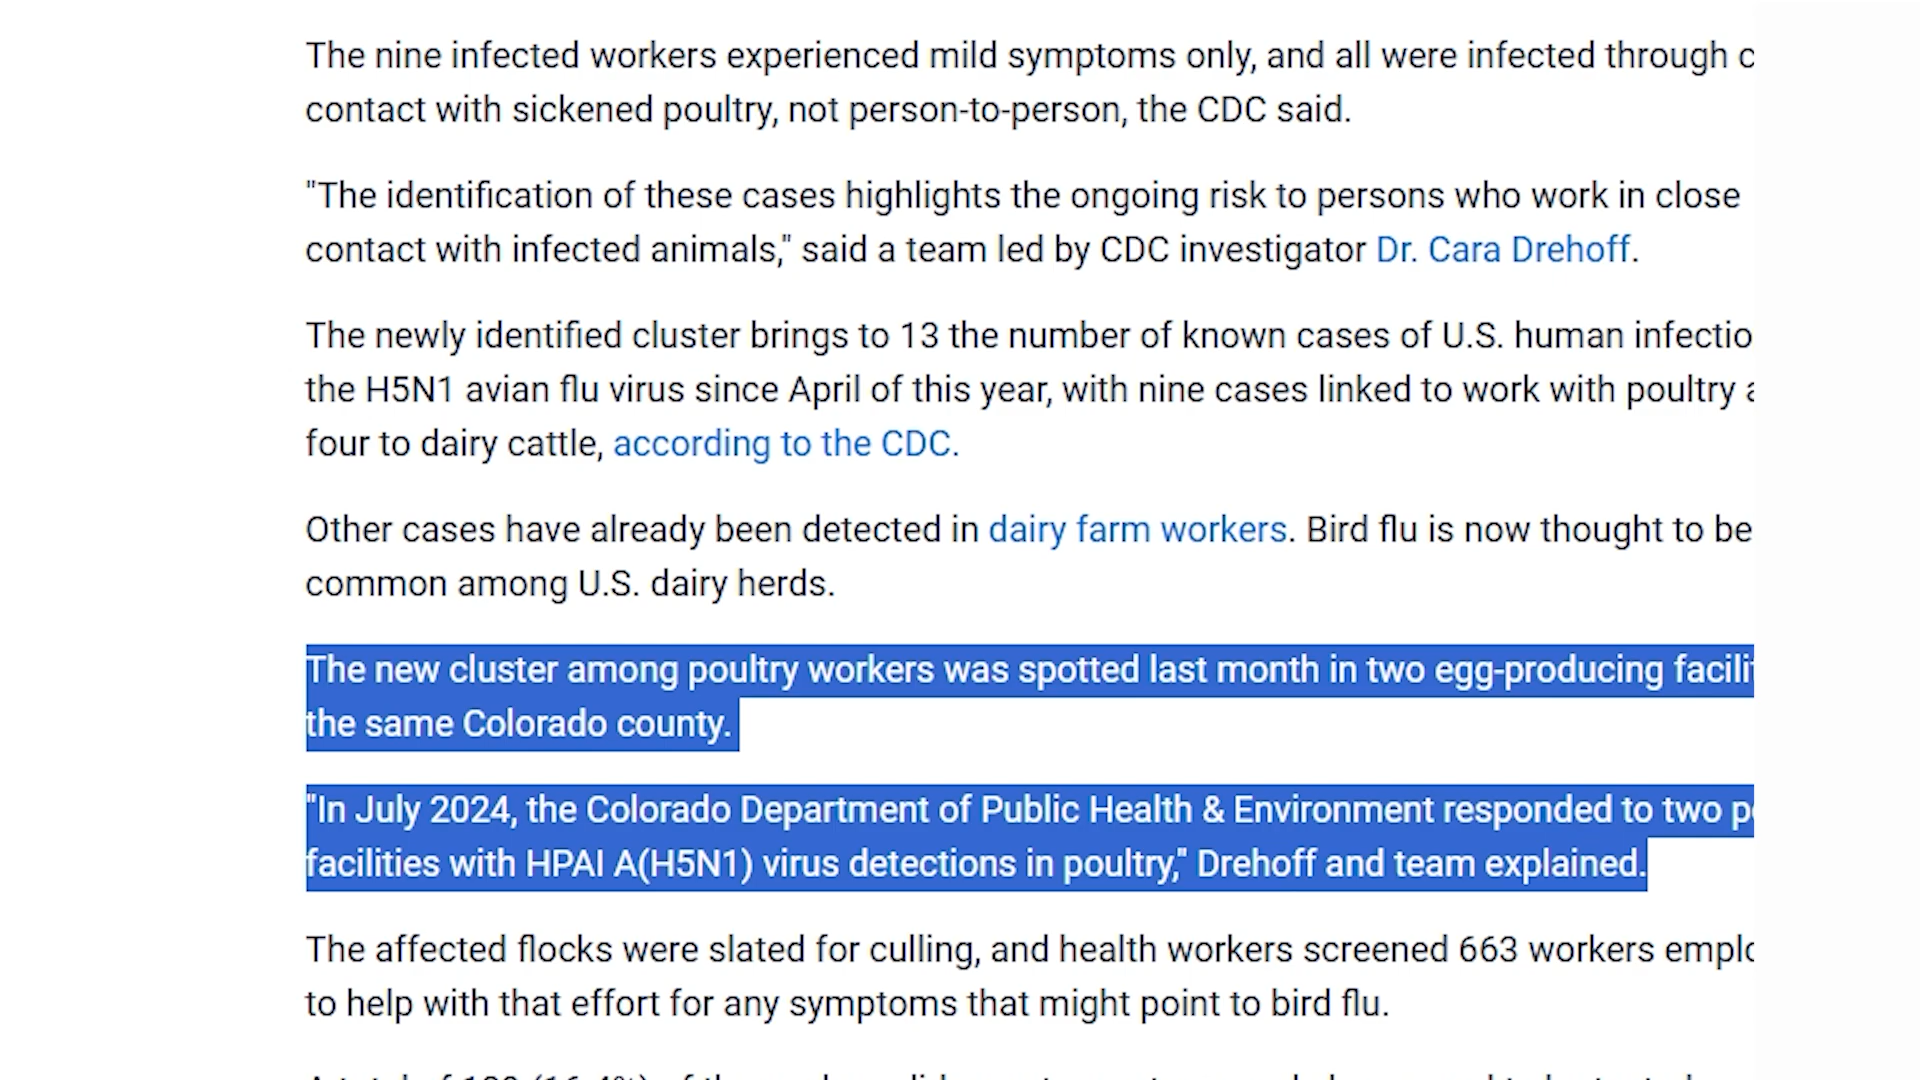 The nine infected workers experienced mild symptoms only, and all were infected through
contact with sickened poultry, not person-to-person, the CDC said.
"The identification of these cases highlights the ongoing risk to persons who work in close
contact with infected animals," said a team led by CDC investigator Dr. Cara Drehoff.
The newly identified cluster brings to 13 the number of known cases of U.S. human infectio
the H5N1 avian flu virus since April of this year, with nine cases linked to work with poultry
four to dairy cattle, according to the CDC.
Other cases have already been detected in dairy farm workers. Bird flu is now thought to be
common among U.S. dairy herds.
The new cluster among poultry workers was spotted last month in two egg-producing facili
the same Colorado county.
"In July 2024, the Colorado Department of Public Health & Environment responded to two
facilities with HPAI A(H5N1) virus detections in poultry," Drehoff and team explained.
The affected flocks were slated for culling, and health workers screened 663 workers empl
to help with that effort for any symptoms that might point to bird flu.